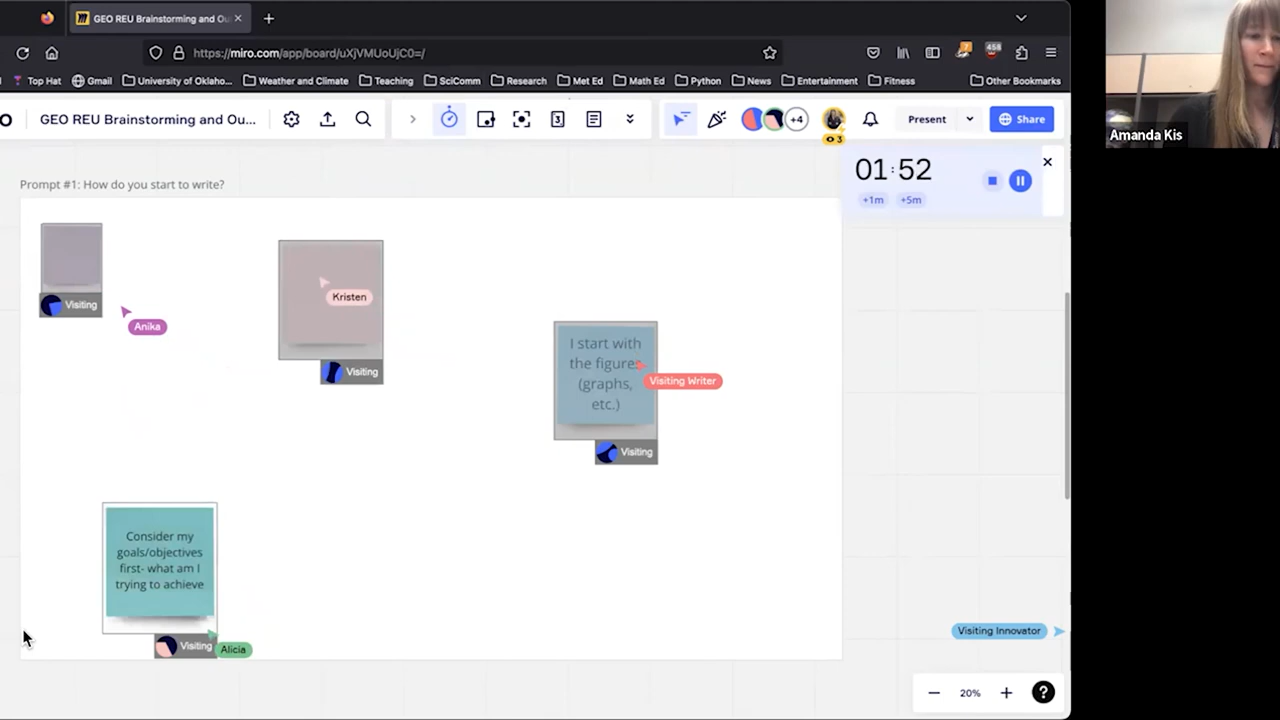 GEO REU Brainstorming and Ou
https://miro.com/app/board/uXjVMUoUjC0=/
7
458
Top Hat
Gmail
University of Oklaho...
Weather and Climate
Teaching
SciComm
Research
Met Ed
Math Ed
Python
News
Entertainment
Fitness
Other Bookmarks
GEO REU Brainstorming and Ou...
3
+4
3
Present
Share
Amanda Kis
Prompt #1: How do you start to write?
01:52
+1m
+5m
Visiting
Anika
Kristen
Visiting
I start with
the figures
(graphs,
etc.)
Visiting Writer
Visiting
Consider my
goals/objectives
first- what am I
trying to achieve
Visiting
Alicia
Visiting Innovator
20%
?